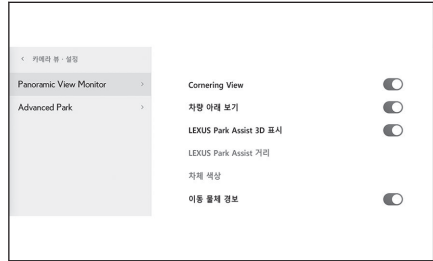 < 카메라 뷰 · 설정
Panoramic View Monitor >
Advanced Park >
Cornering View
차량 아래 보기
LEXUS Park Assist 3D 표시
LEXUS Park Assist 거리
차체 색상
이동 물체 경보